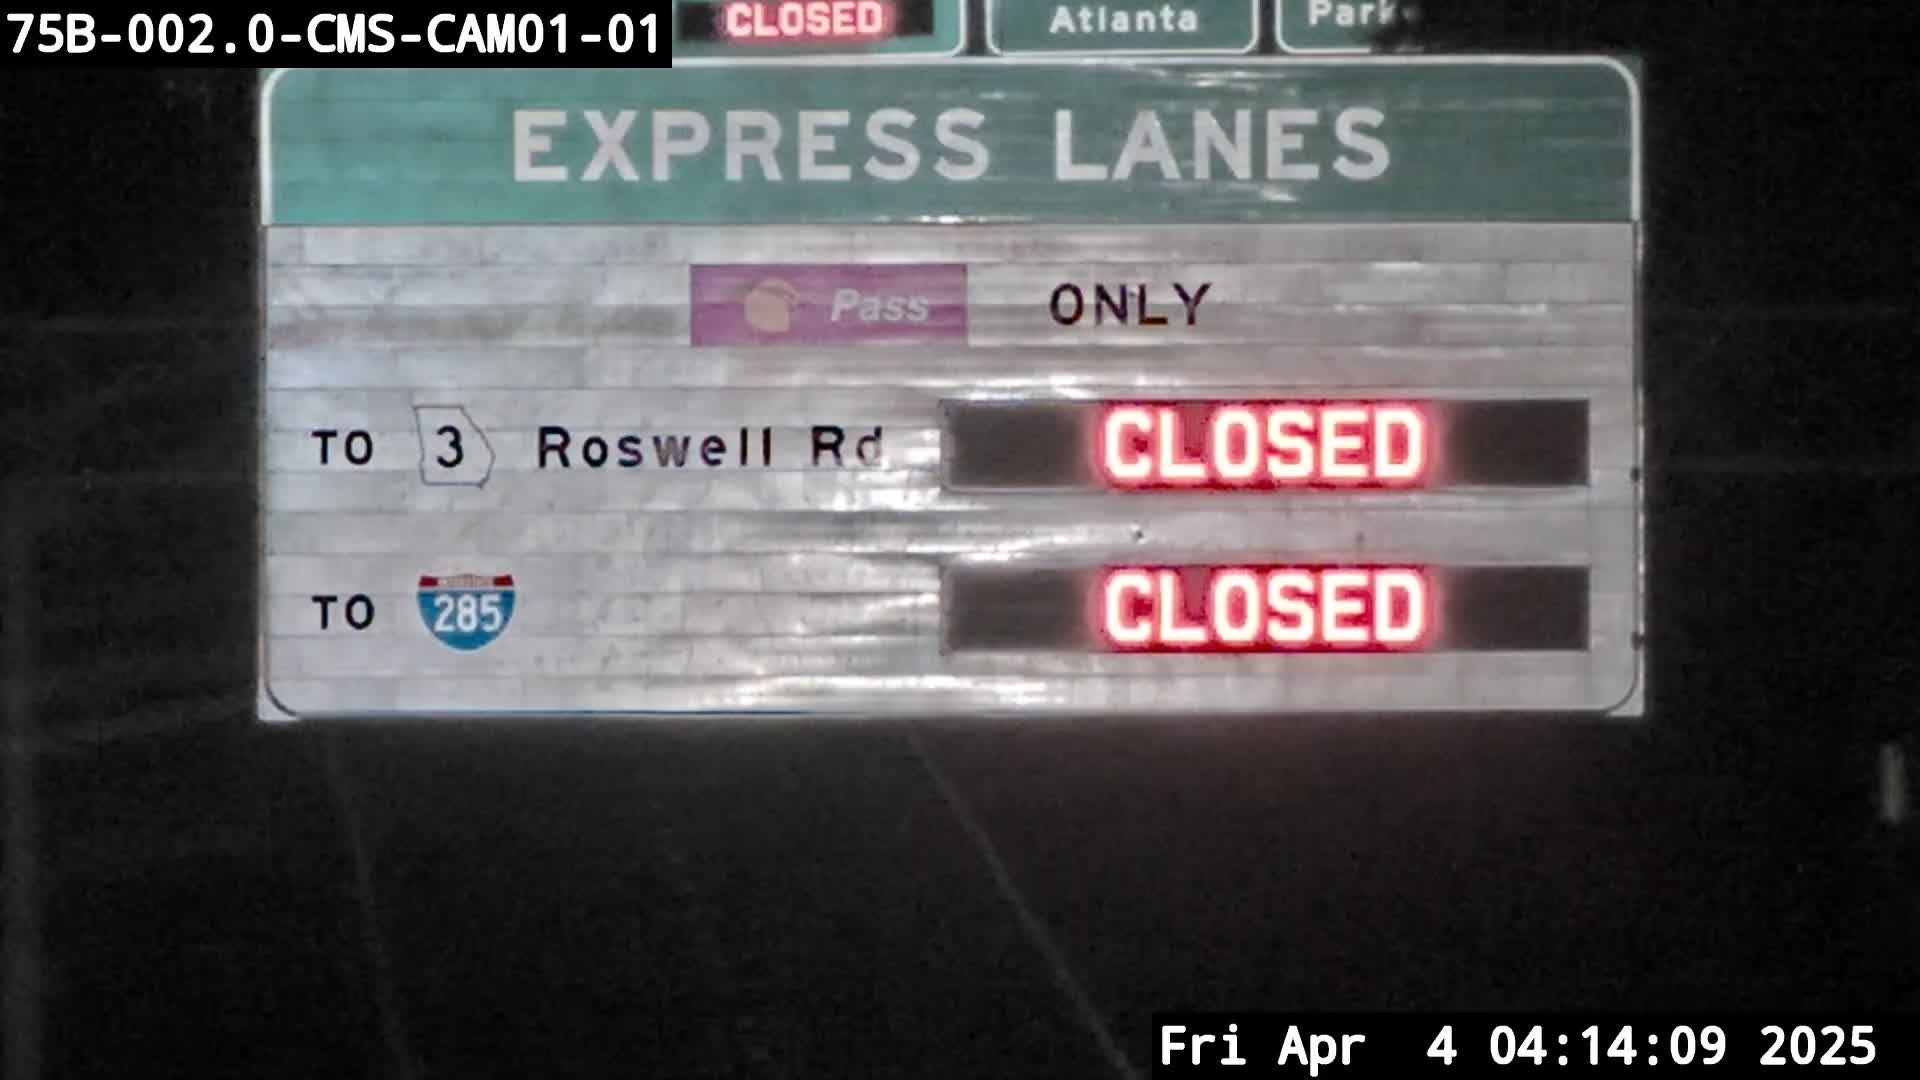 75B-002.0-CMS-CAM01-01
CLOSED
Atlanta
EXPRESS LANES
Pass ONLY
TO 3 Roswell Rd CLOSED
TO 285 CLOSED
Fri Apr 4 04:14:09 2025